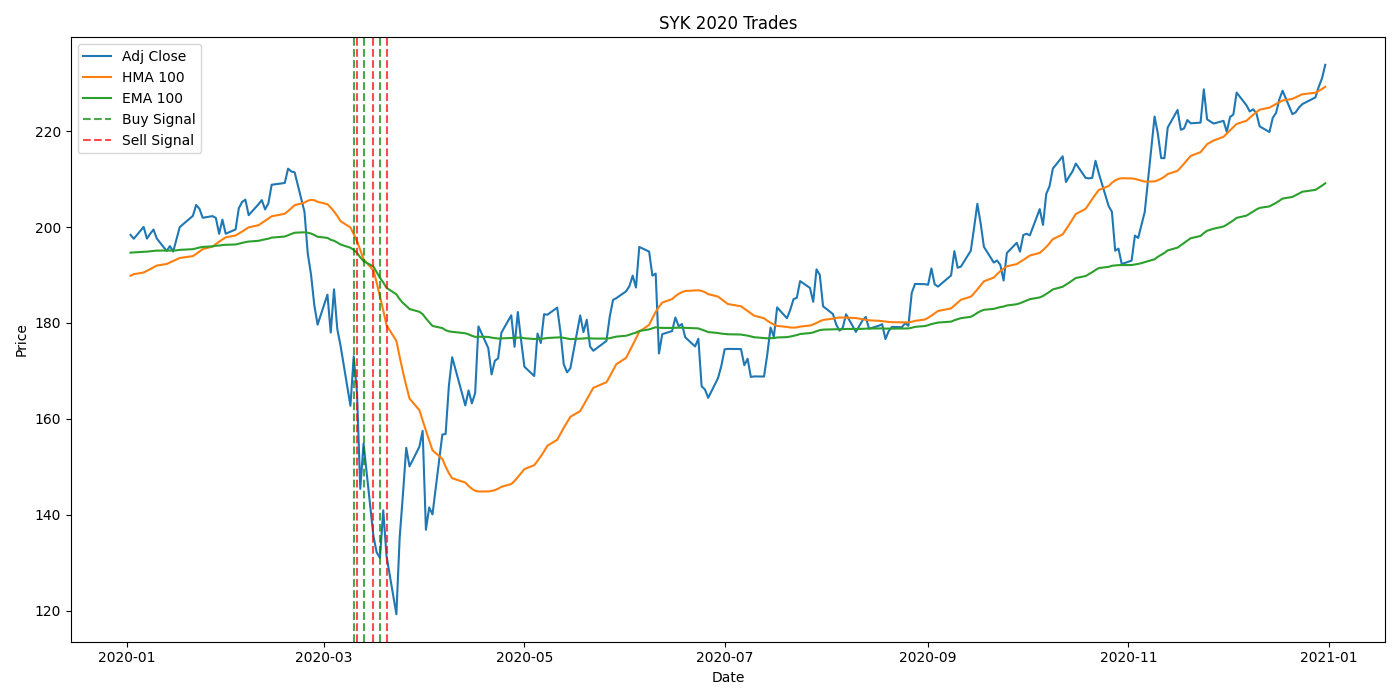 SYK 2020 Trades
Adj Close
HMA 100
EMA 100
Buy Signal
Sell Signal
Price
220
200
180
160
140
120
2020-01
2020-03
2020-05
2020-07
2020-09
2020-11
2021-01
Date